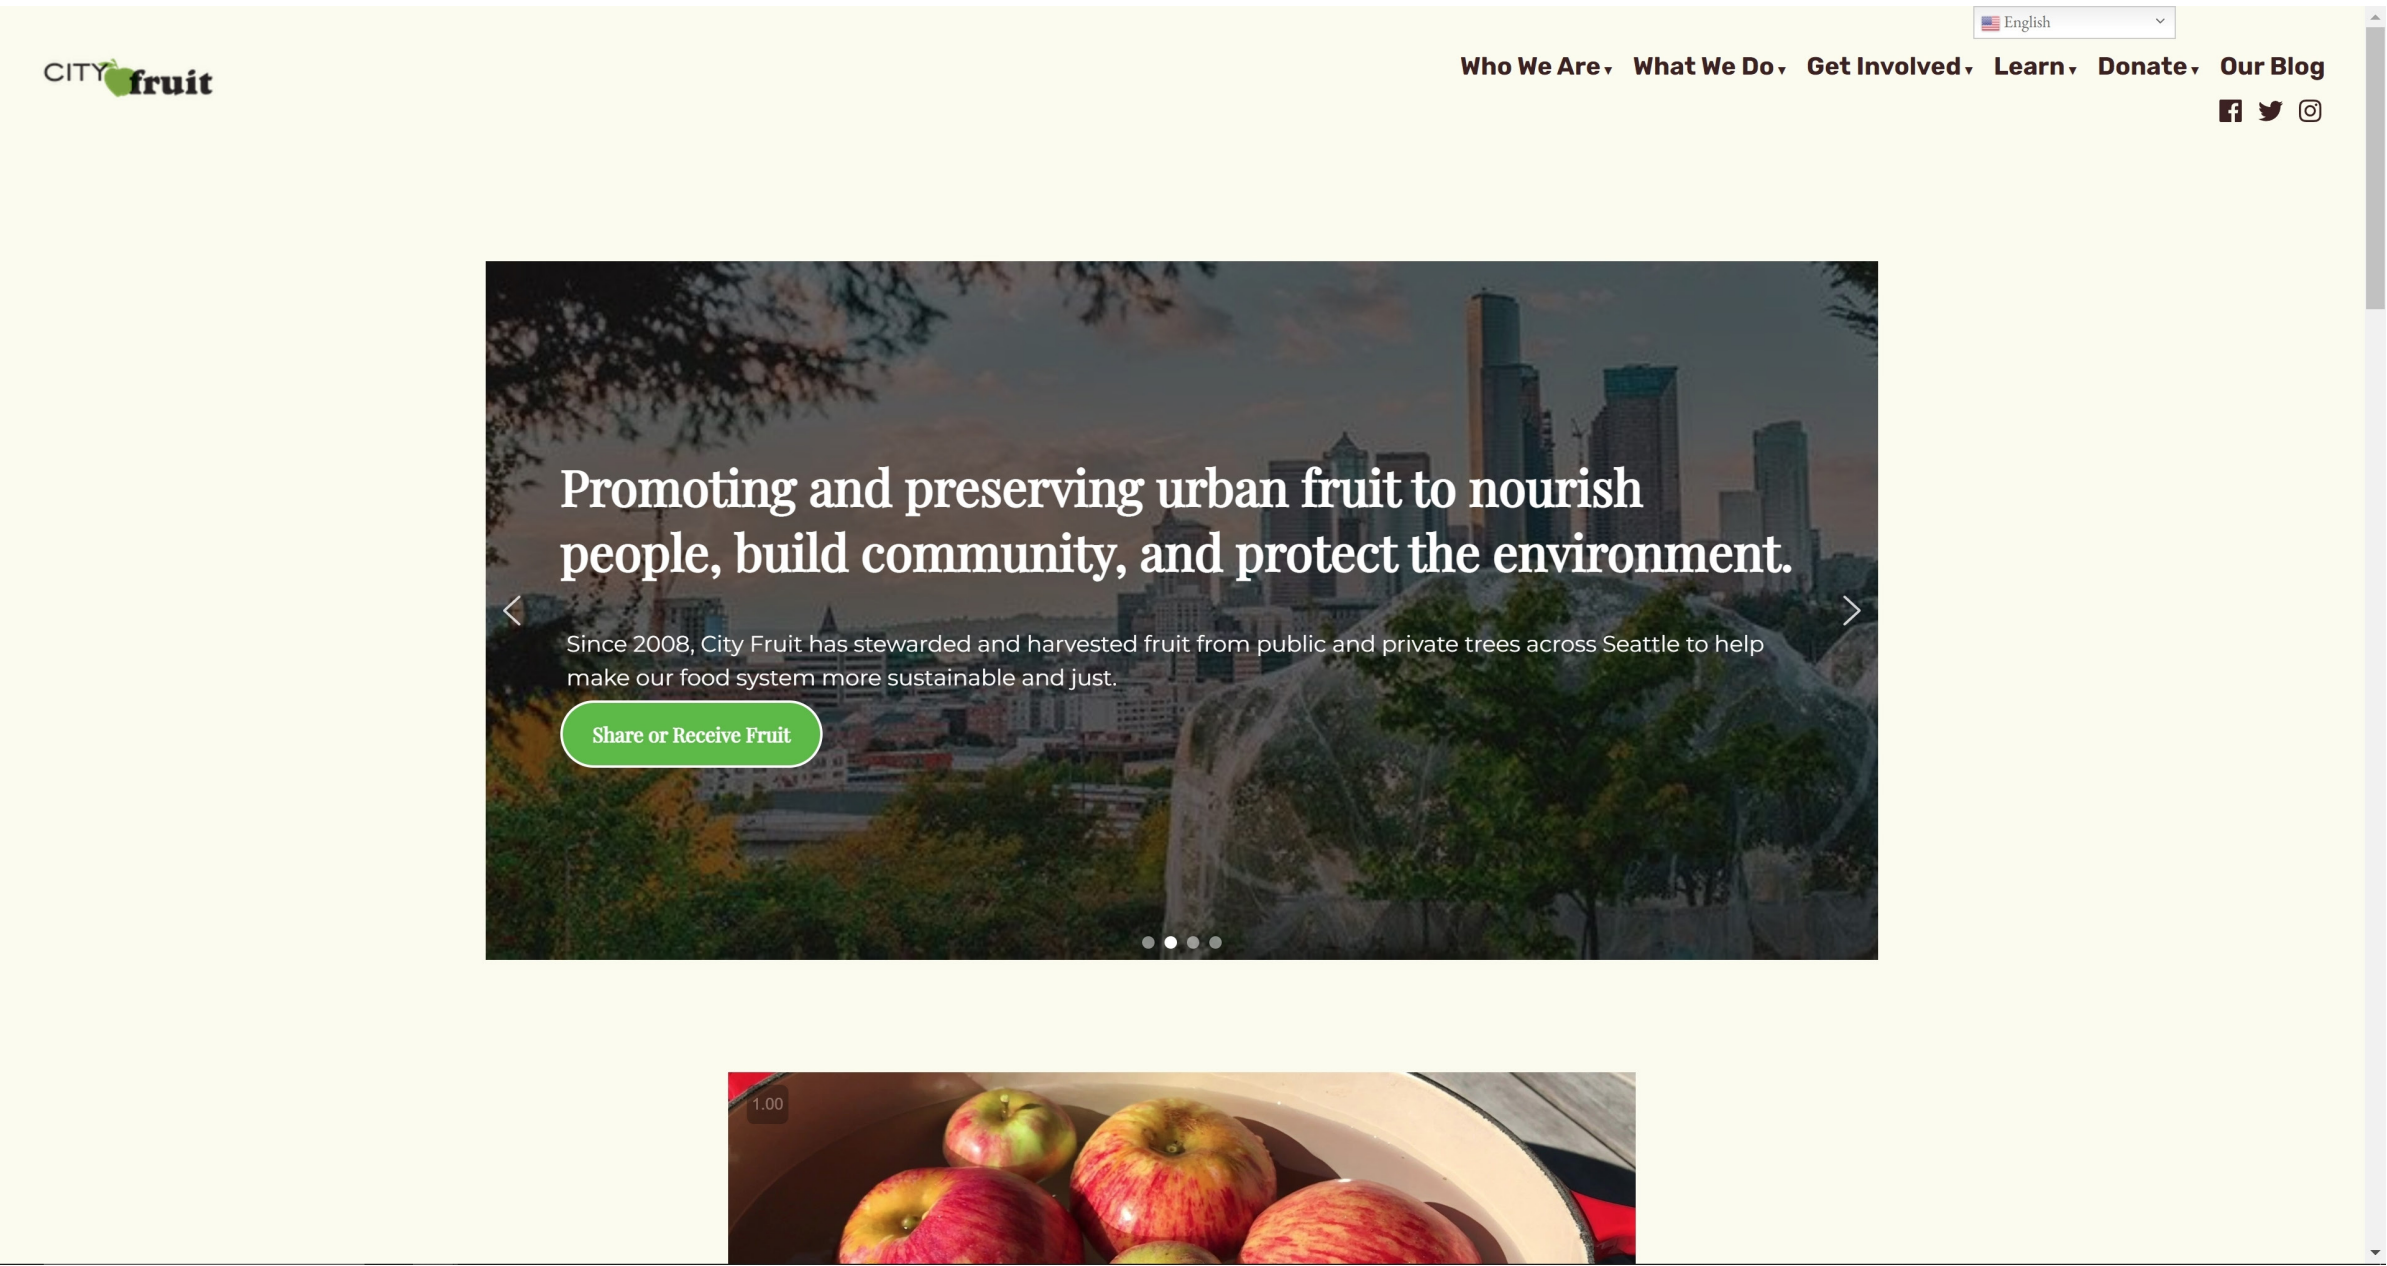 English
CITY fruit
Who We Are ▾ What We Do ▾ Get Involved ▾ Learn ▾ Donate ▾ Our Blog
Promoting and preserving urban fruit to nourish
people, build community, and protect the environment.
Since 2008, City Fruit has stewarded and harvested fruit from public and private trees across Seattle to help
make our food system more sustainable and just.
Share or Receive Fruit
1.00